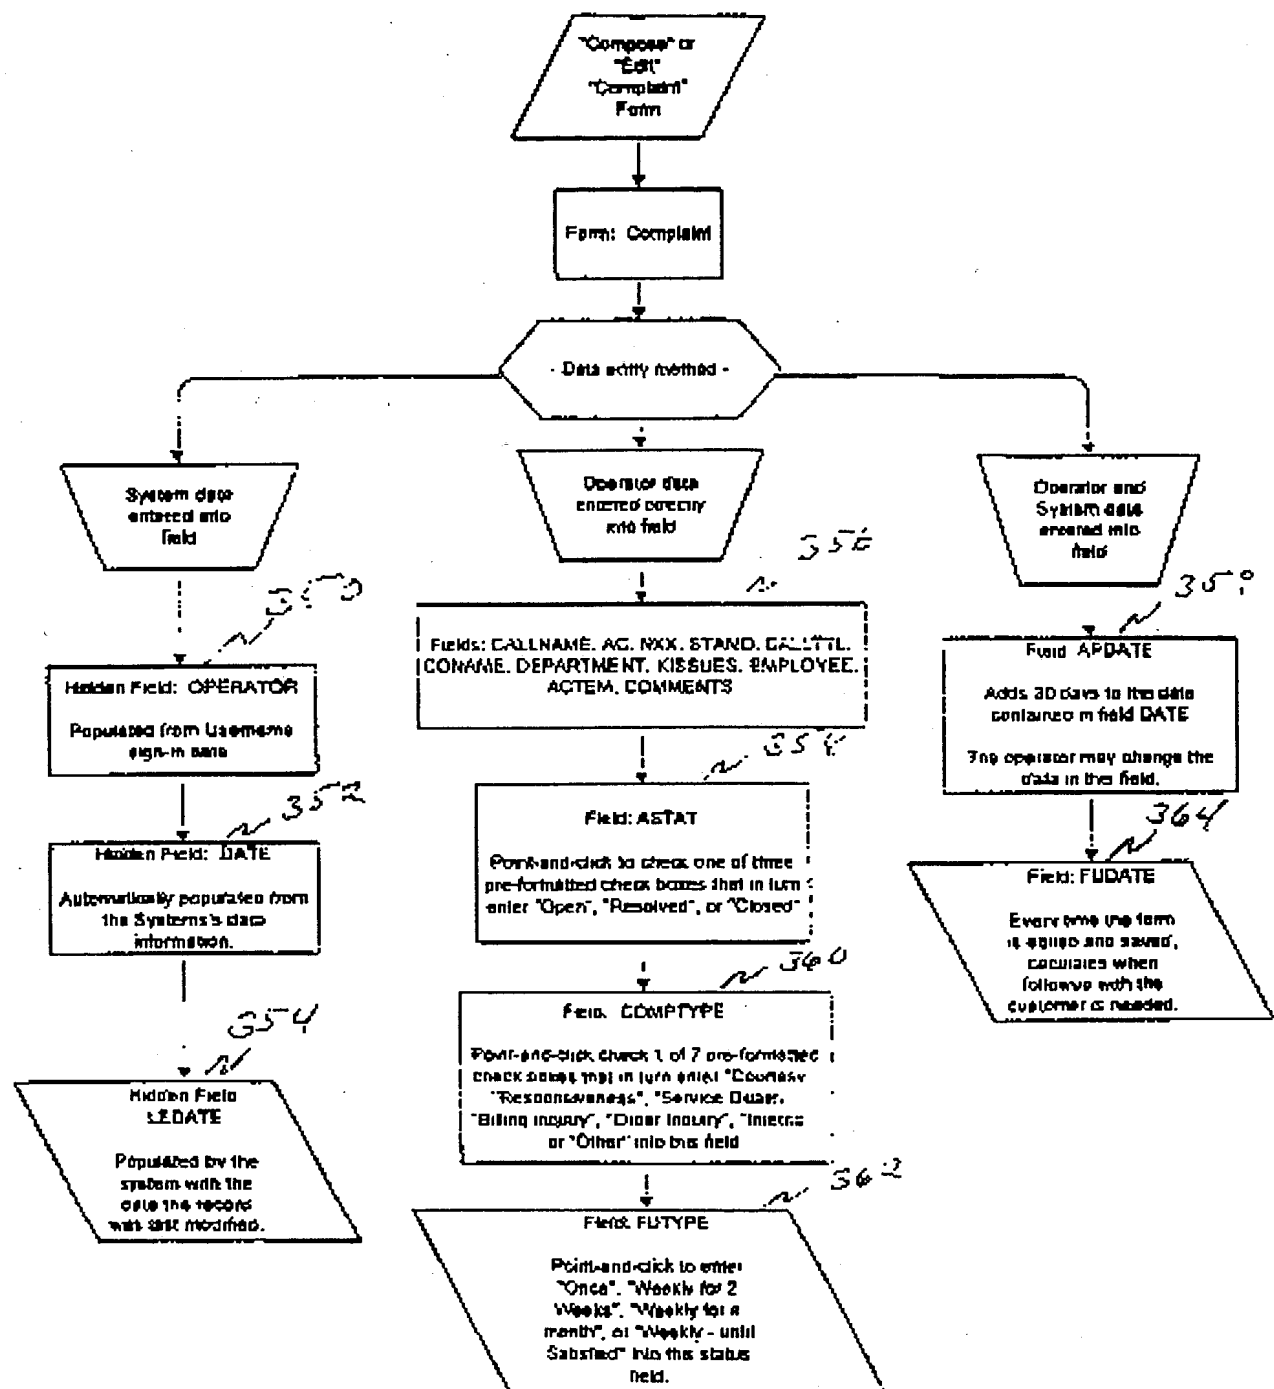 "Compose" or
"Edit"
"Complaint"
Form
Form: Complaint
- Data entry method -
System data
entered into
field
Operator data
entered directly
into field
Operator and
System data
entered into
field
356
Fields: CALLNAME, AC, NXX, STAND, CALLTTL,
CONAME, DEPARTMENT, KISSUES, EMPLOYEE,
COMMENTS
Hidden Field: OPERATOR
Populated from Username
sign-in data
352
Hidden Field: DATE
Automatically populated from
the Systems's date
information.
354
Hidden Field
LEDATE
Populated by the
system with the
date the record
was last modified.
Field: ASTAT
Point-and-click to check one of three
pre-formatted check boxes that in turn
enter "Open", "Resolved", or "Closed"
360
Field: COMPTYPE
Point-and-click check 1 of 7 pre-formatted
check boxes that in turn enter "Courtesy
"Responsiveness", "Service
"Billing Inquiry", "Order Inquiry",
or "Other" into this field
362
Field: FUTYPE
Point-and-click to enter
"Once", "Weekly for 2
Weeks", "Weekly for a
month", or "Weekly - until
Satisfied" into this status
field.
Field: APDATE
Adds 30 days to the date
contained in field DATE
The operator may change the
data in this field.
364
Field: FUDATE
Every time the form
is edited and saved,
calculates when
followup with the
customer is needed.